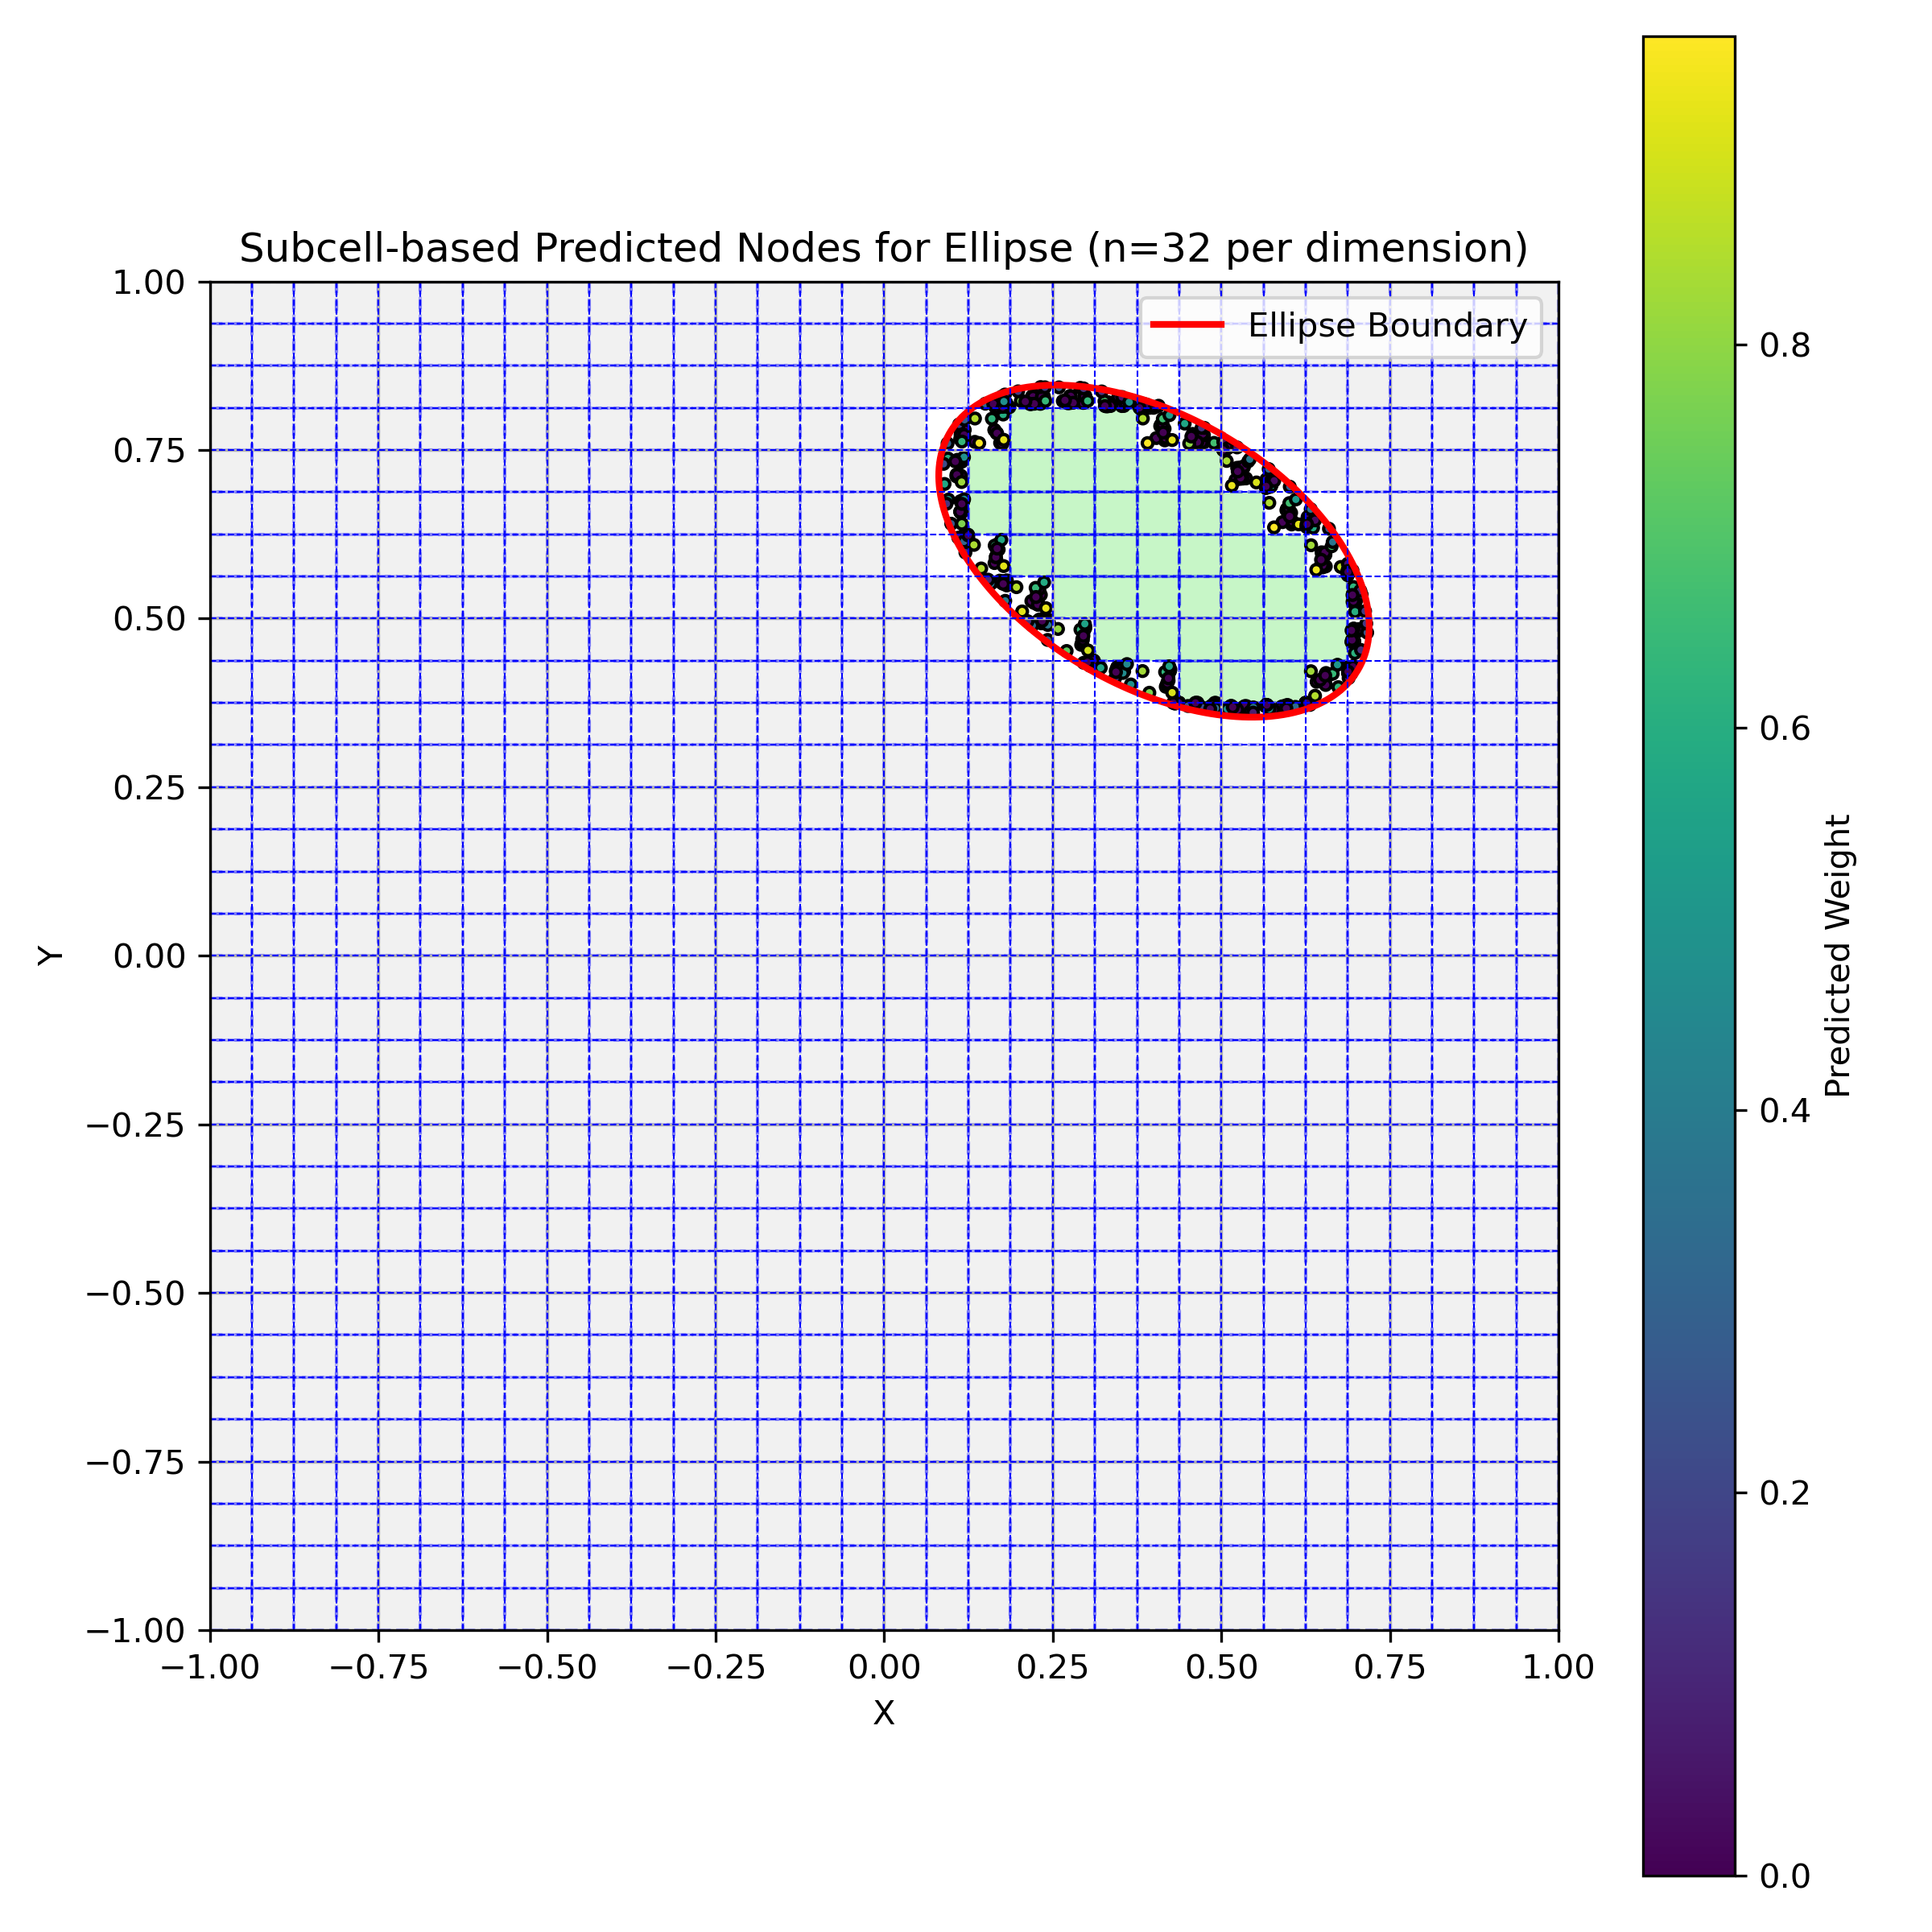 Subcell-based Predicted Nodes for Ellipse (n=32 per dimension)
Ellipse Boundary
1.00
0.75
0.50
0.25
0.00
−0.25
−0.50
−0.75
−1.00
Y
−1.00 −0.75 −0.50 −0.25 0.00 0.25 0.50 0.75 1.00
X
0.8
0.6
0.4
0.2
0.0
Predicted Weight